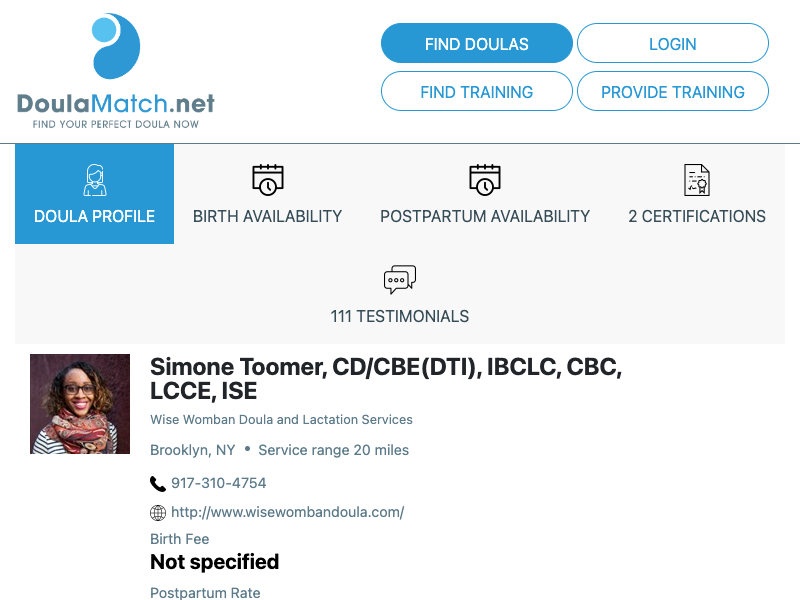 DoulaMatch.net
FIND YOUR PERFECT DOULA NOW
FIND DOULAS
LOGIN
FIND TRAINING
PROVIDE TRAINING
DOULA PROFILE
BIRTH AVAILABILITY
POSTPARTUM AVAILABILITY
2 CERTIFICATIONS
111 TESTIMONIALS
Simone Toomer, CD/CBE(DTI), IBCLC, CBC,
LCCE, ISE
Wise Womban Doula and Lactation Services
Brooklyn, NY • Service range 20 miles
917-310-4754
http://www.wisewombandoula.com/
Birth Fee
Not specified
Postpartum Rate